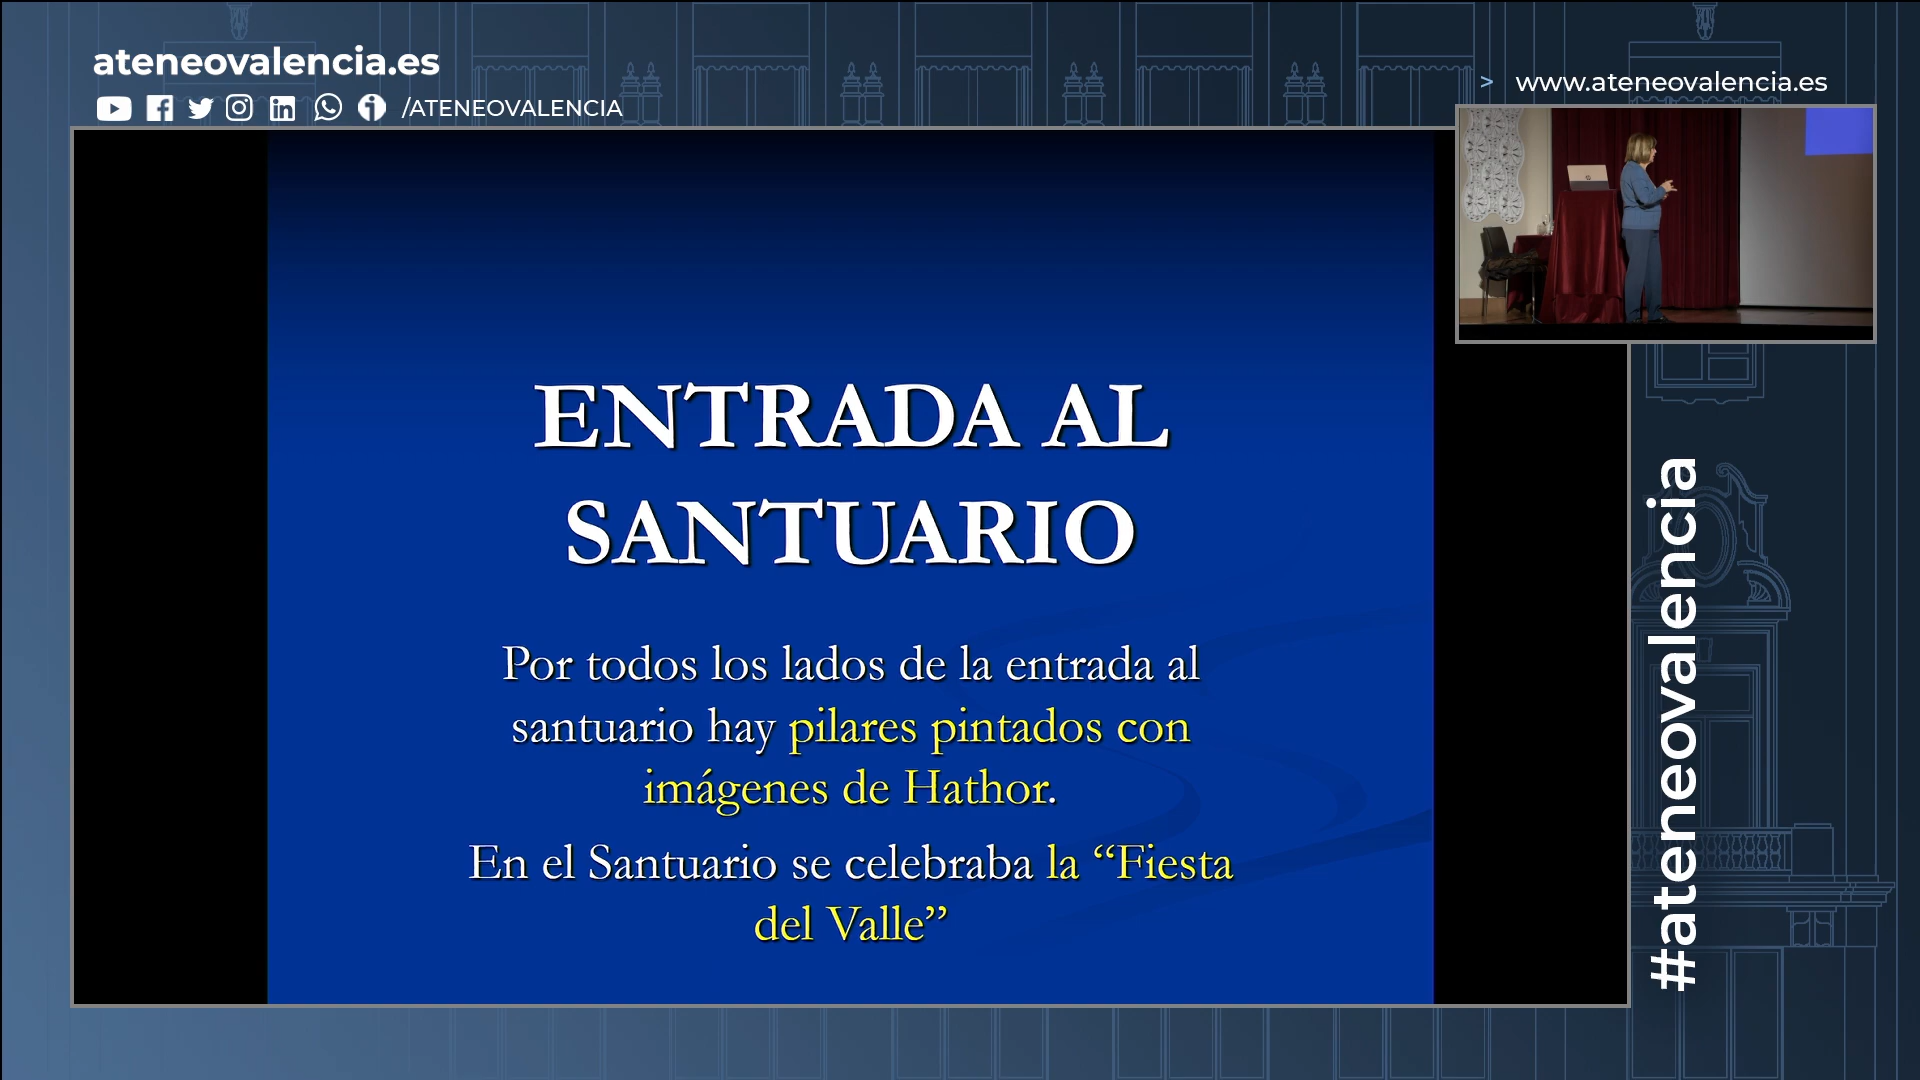 ateneovalencia.es
/ATENEOVALENCIA
> www.ateneovalencia.es
ENTRADA AL
SANTUARIO
Por todos los lados de la entrada al
santuario hay pilares pintados con
imágenes de Hathor.
En el Santuario se celebraba la “Fiesta
del Valle”
#ateneovalencia